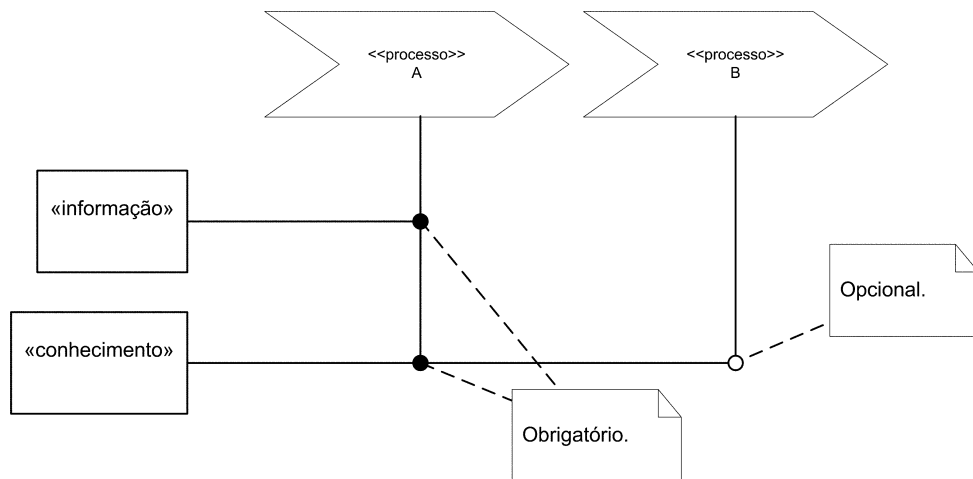 <<processo>>
A
<<processo>>
B
«informação»
Opcional.
«conhecimento»
Obrigatório.